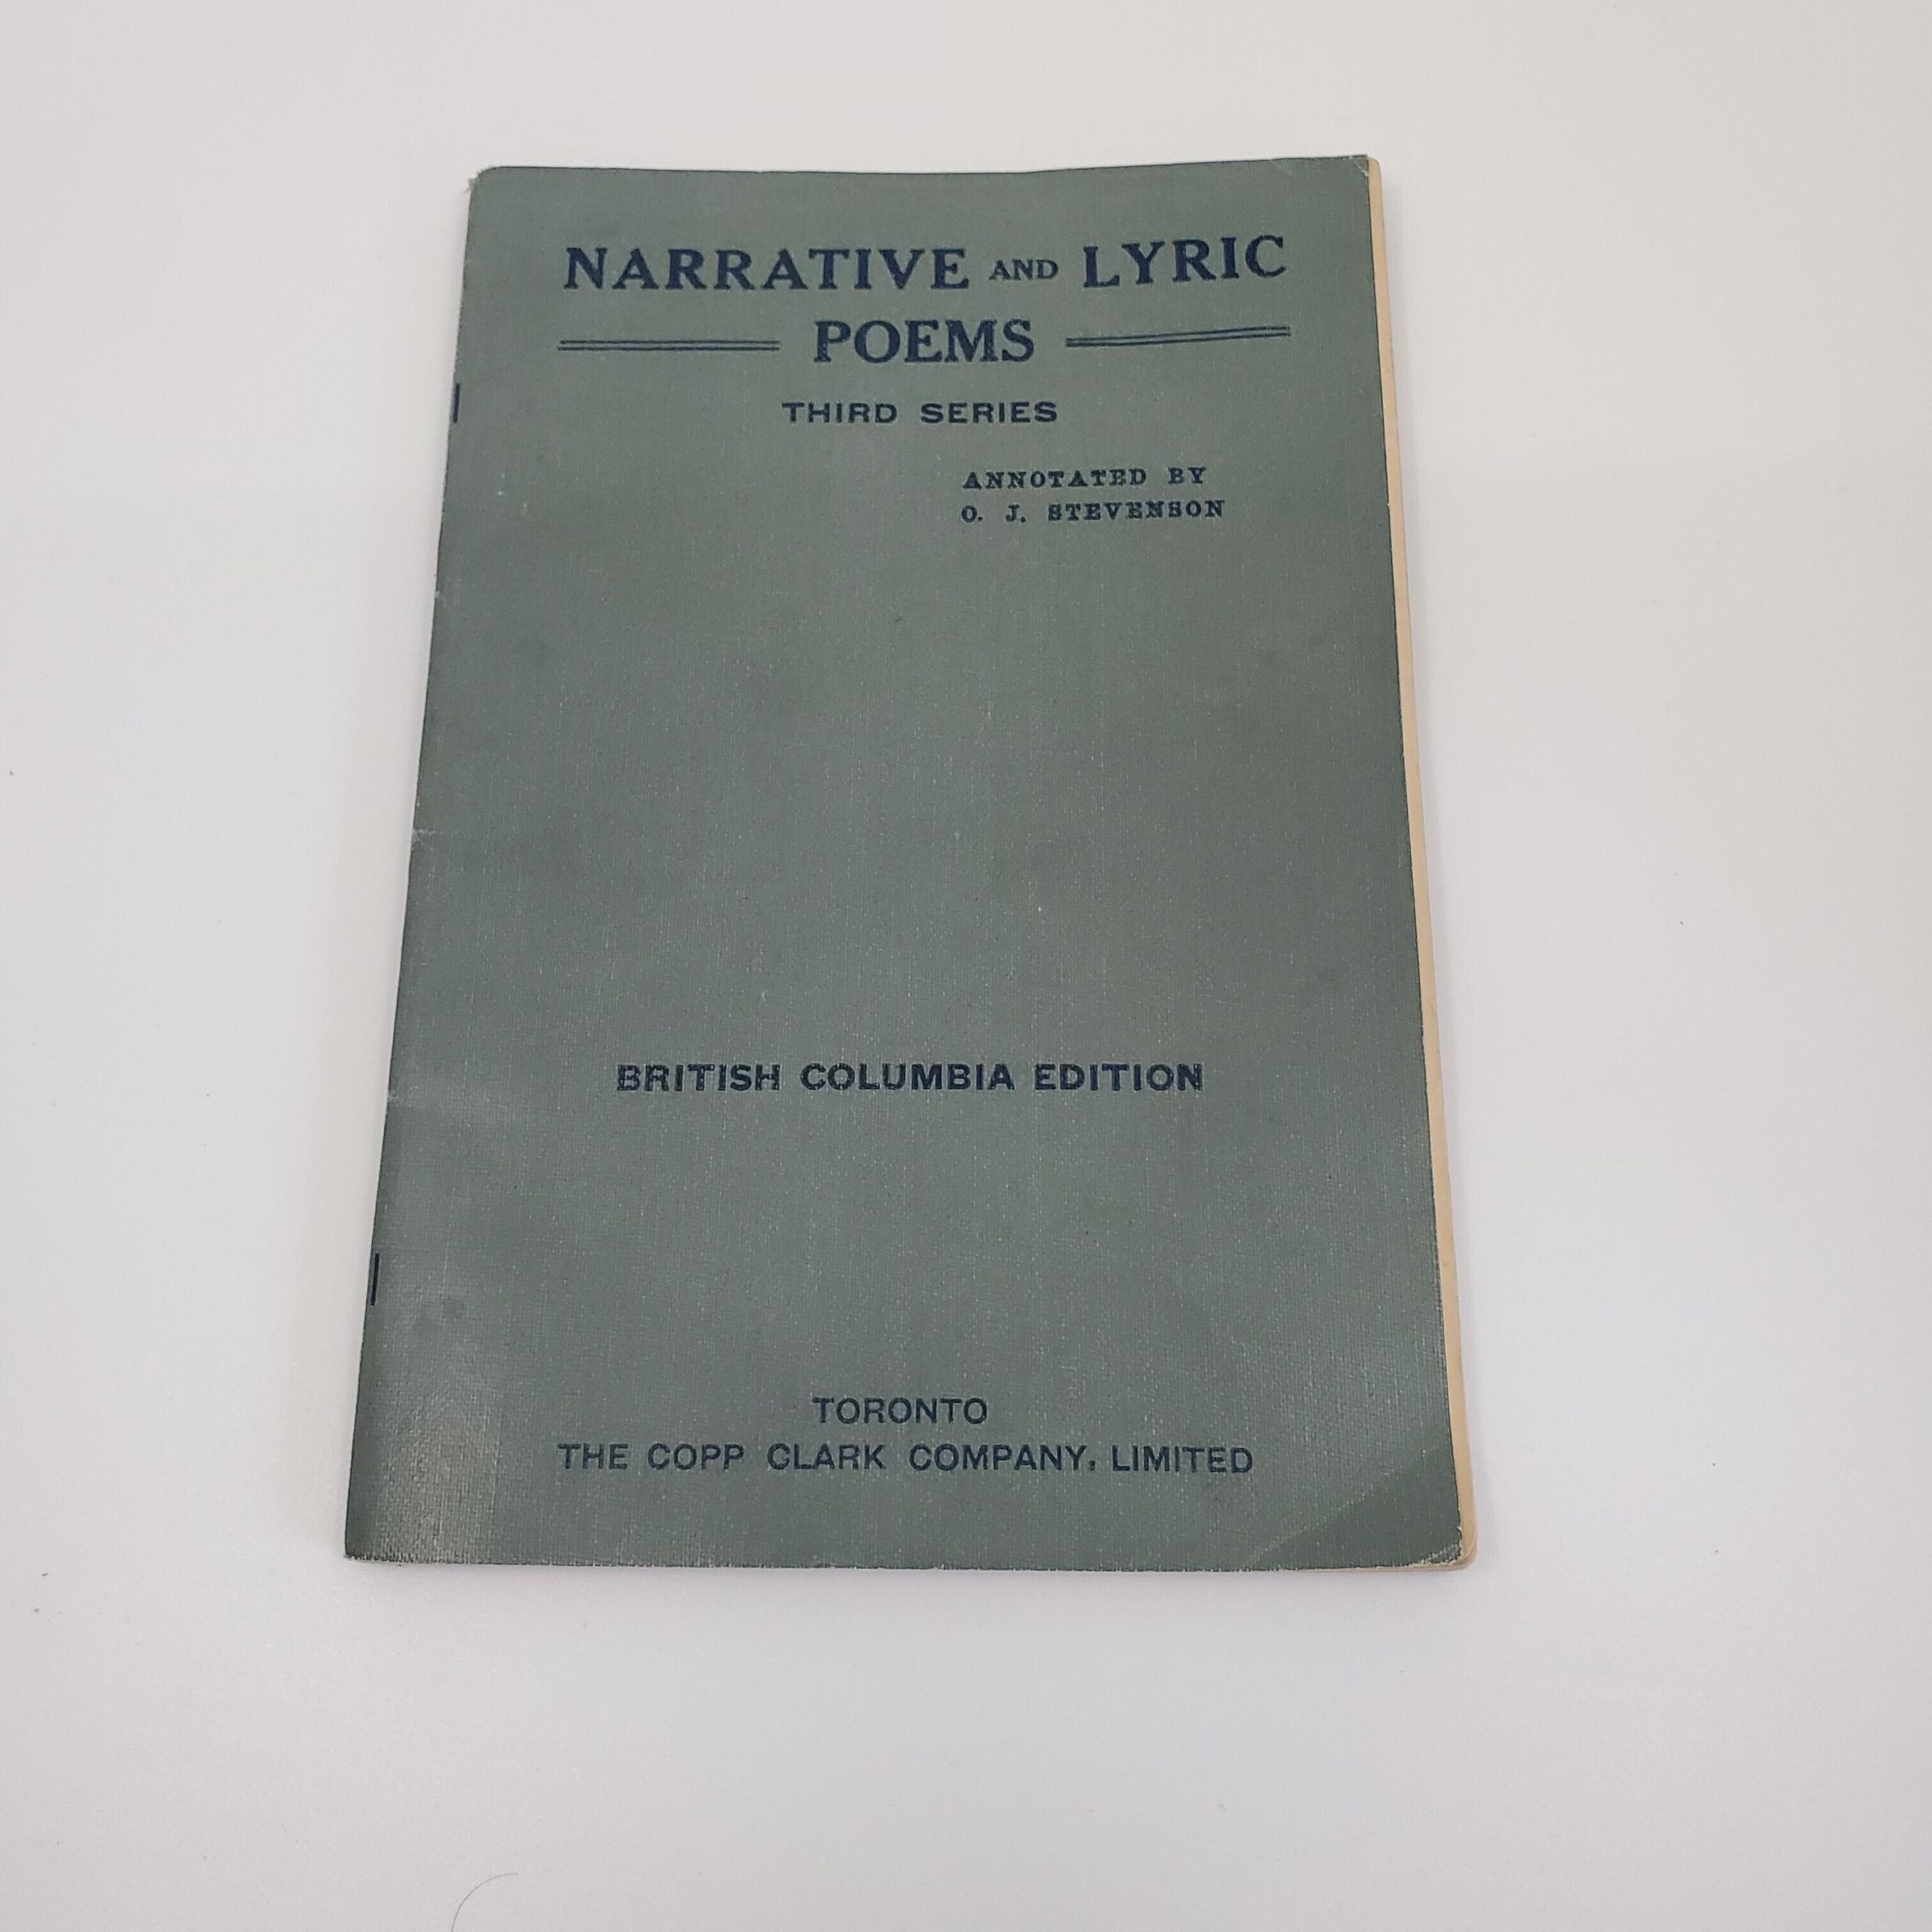 NARRATIVE AND LYRIC
POEMS
THIRD SERIES
ANNOTATED BY
O. J. STEVENSON
BRITISH COLUMBIA EDITION
TORONTO
THE COPP CLARK COMPANY, LIMITED